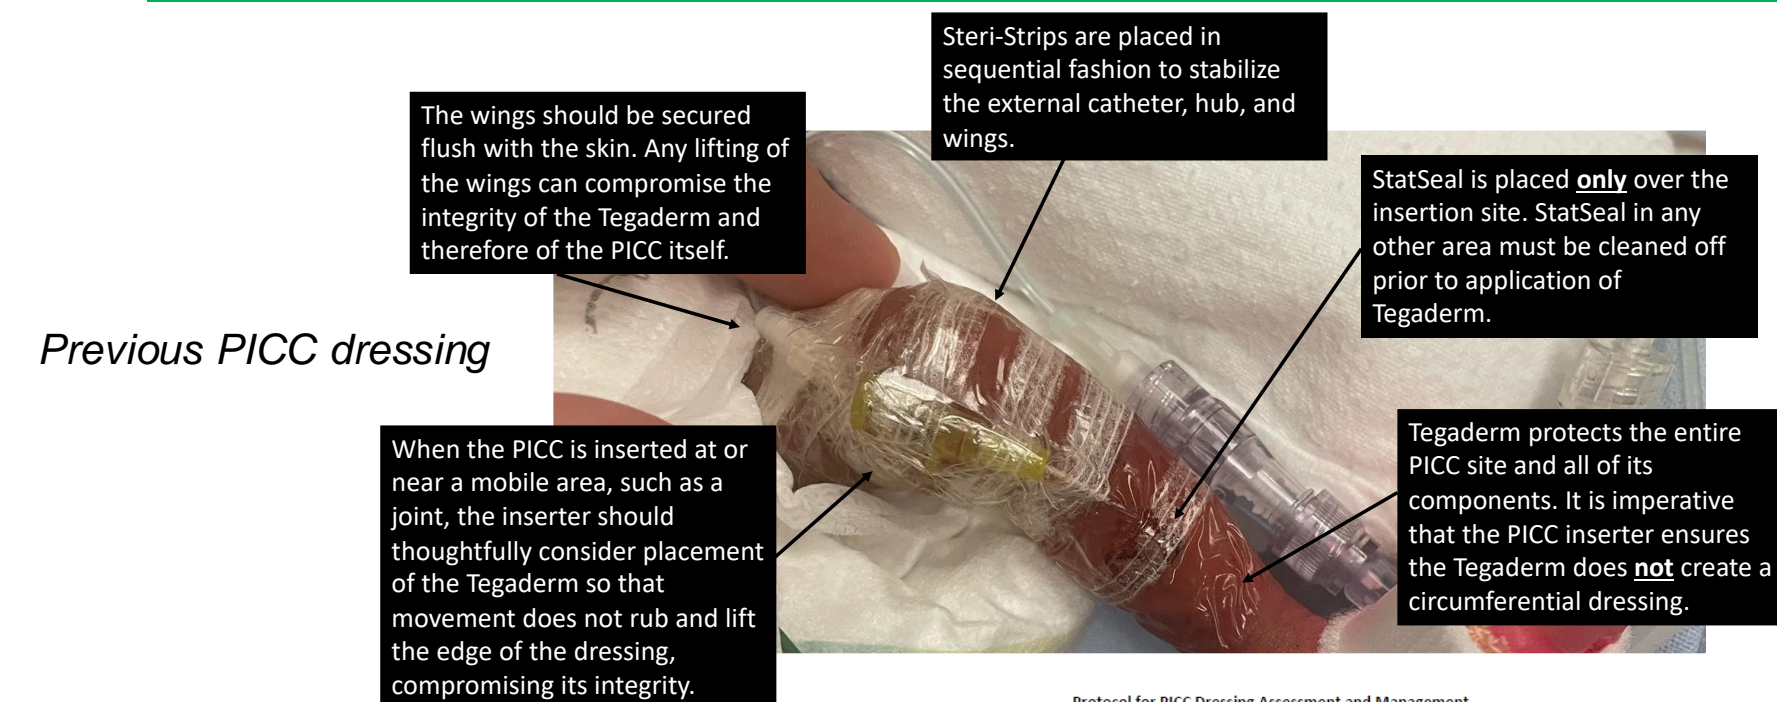 Steri-Strips are placed in
sequential fashion to stabilize
the external catheter, hub, and
wings.
The wings should be secured
flush with the skin. Any lifting of
the wings can compromise the
integrity of the Tegaderm and
therefore of the PICC itself.
StatSeal is placed only over the
insertion site. StatSeal in any
other area must be cleaned off
prior to application of
Tegaderm.
Previous PICC dressing
When the PICC is inserted at or
near a mobile area, such as a
joint, the inserter should
thoughtfully consider placement
of the Tegaderm so that
movement does not rub and lift
the edge of the dressing,
compromising its integrity.
Tegaderm protects the entire
PICC site and all of its
components. It is imperative
that the PICC inserter ensures
the Tegaderm does not create a
circumferential dressing.
Protocol for PICC Dressing Assessment and Management